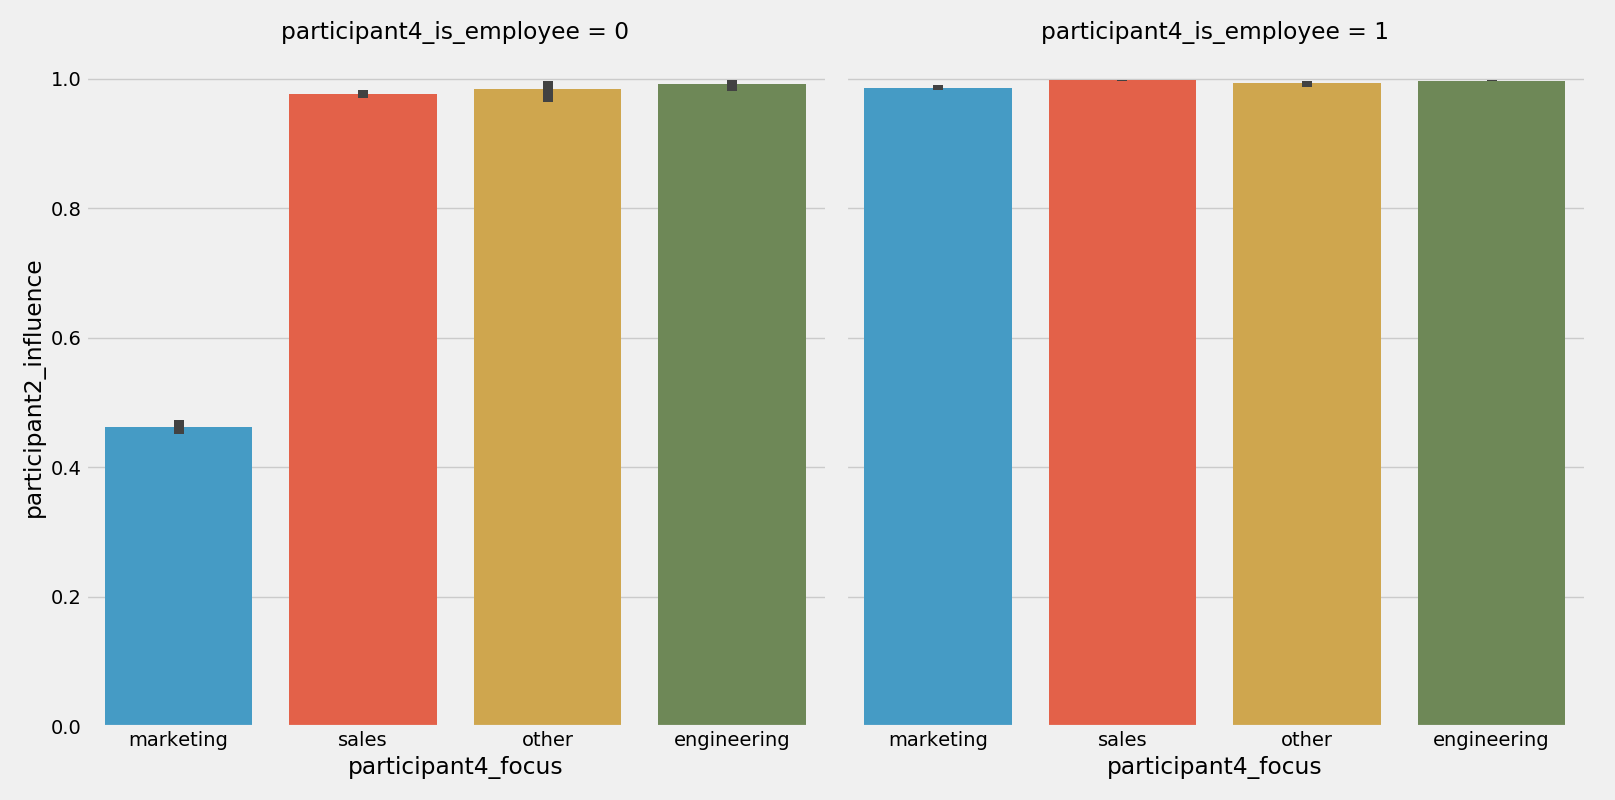 participant4_is_employee = 0
participant4_is_employee = 1
participant2_influence
1.0
0.8
0.6
0.4
0.2
0.0
marketing sales other engineering
marketing sales other engineering
participant4_focus
participant4_focus